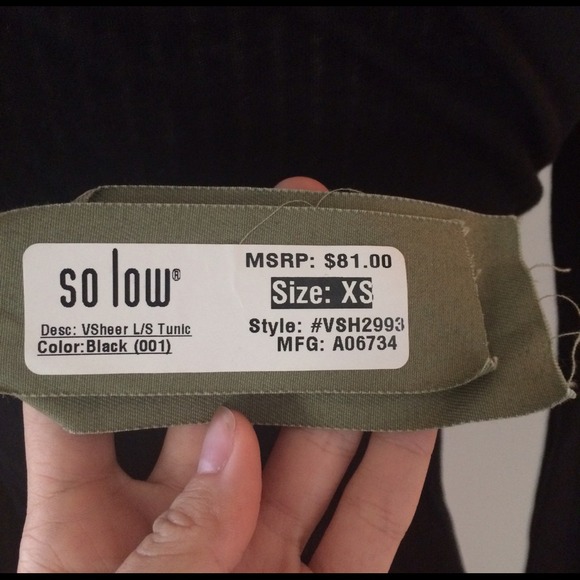 so low®
Desc: VSheer L/S Tunic
Color:Black (001)
MSRP: $81.00
Size: XS
Style: #VSH2993
MFG: A06734